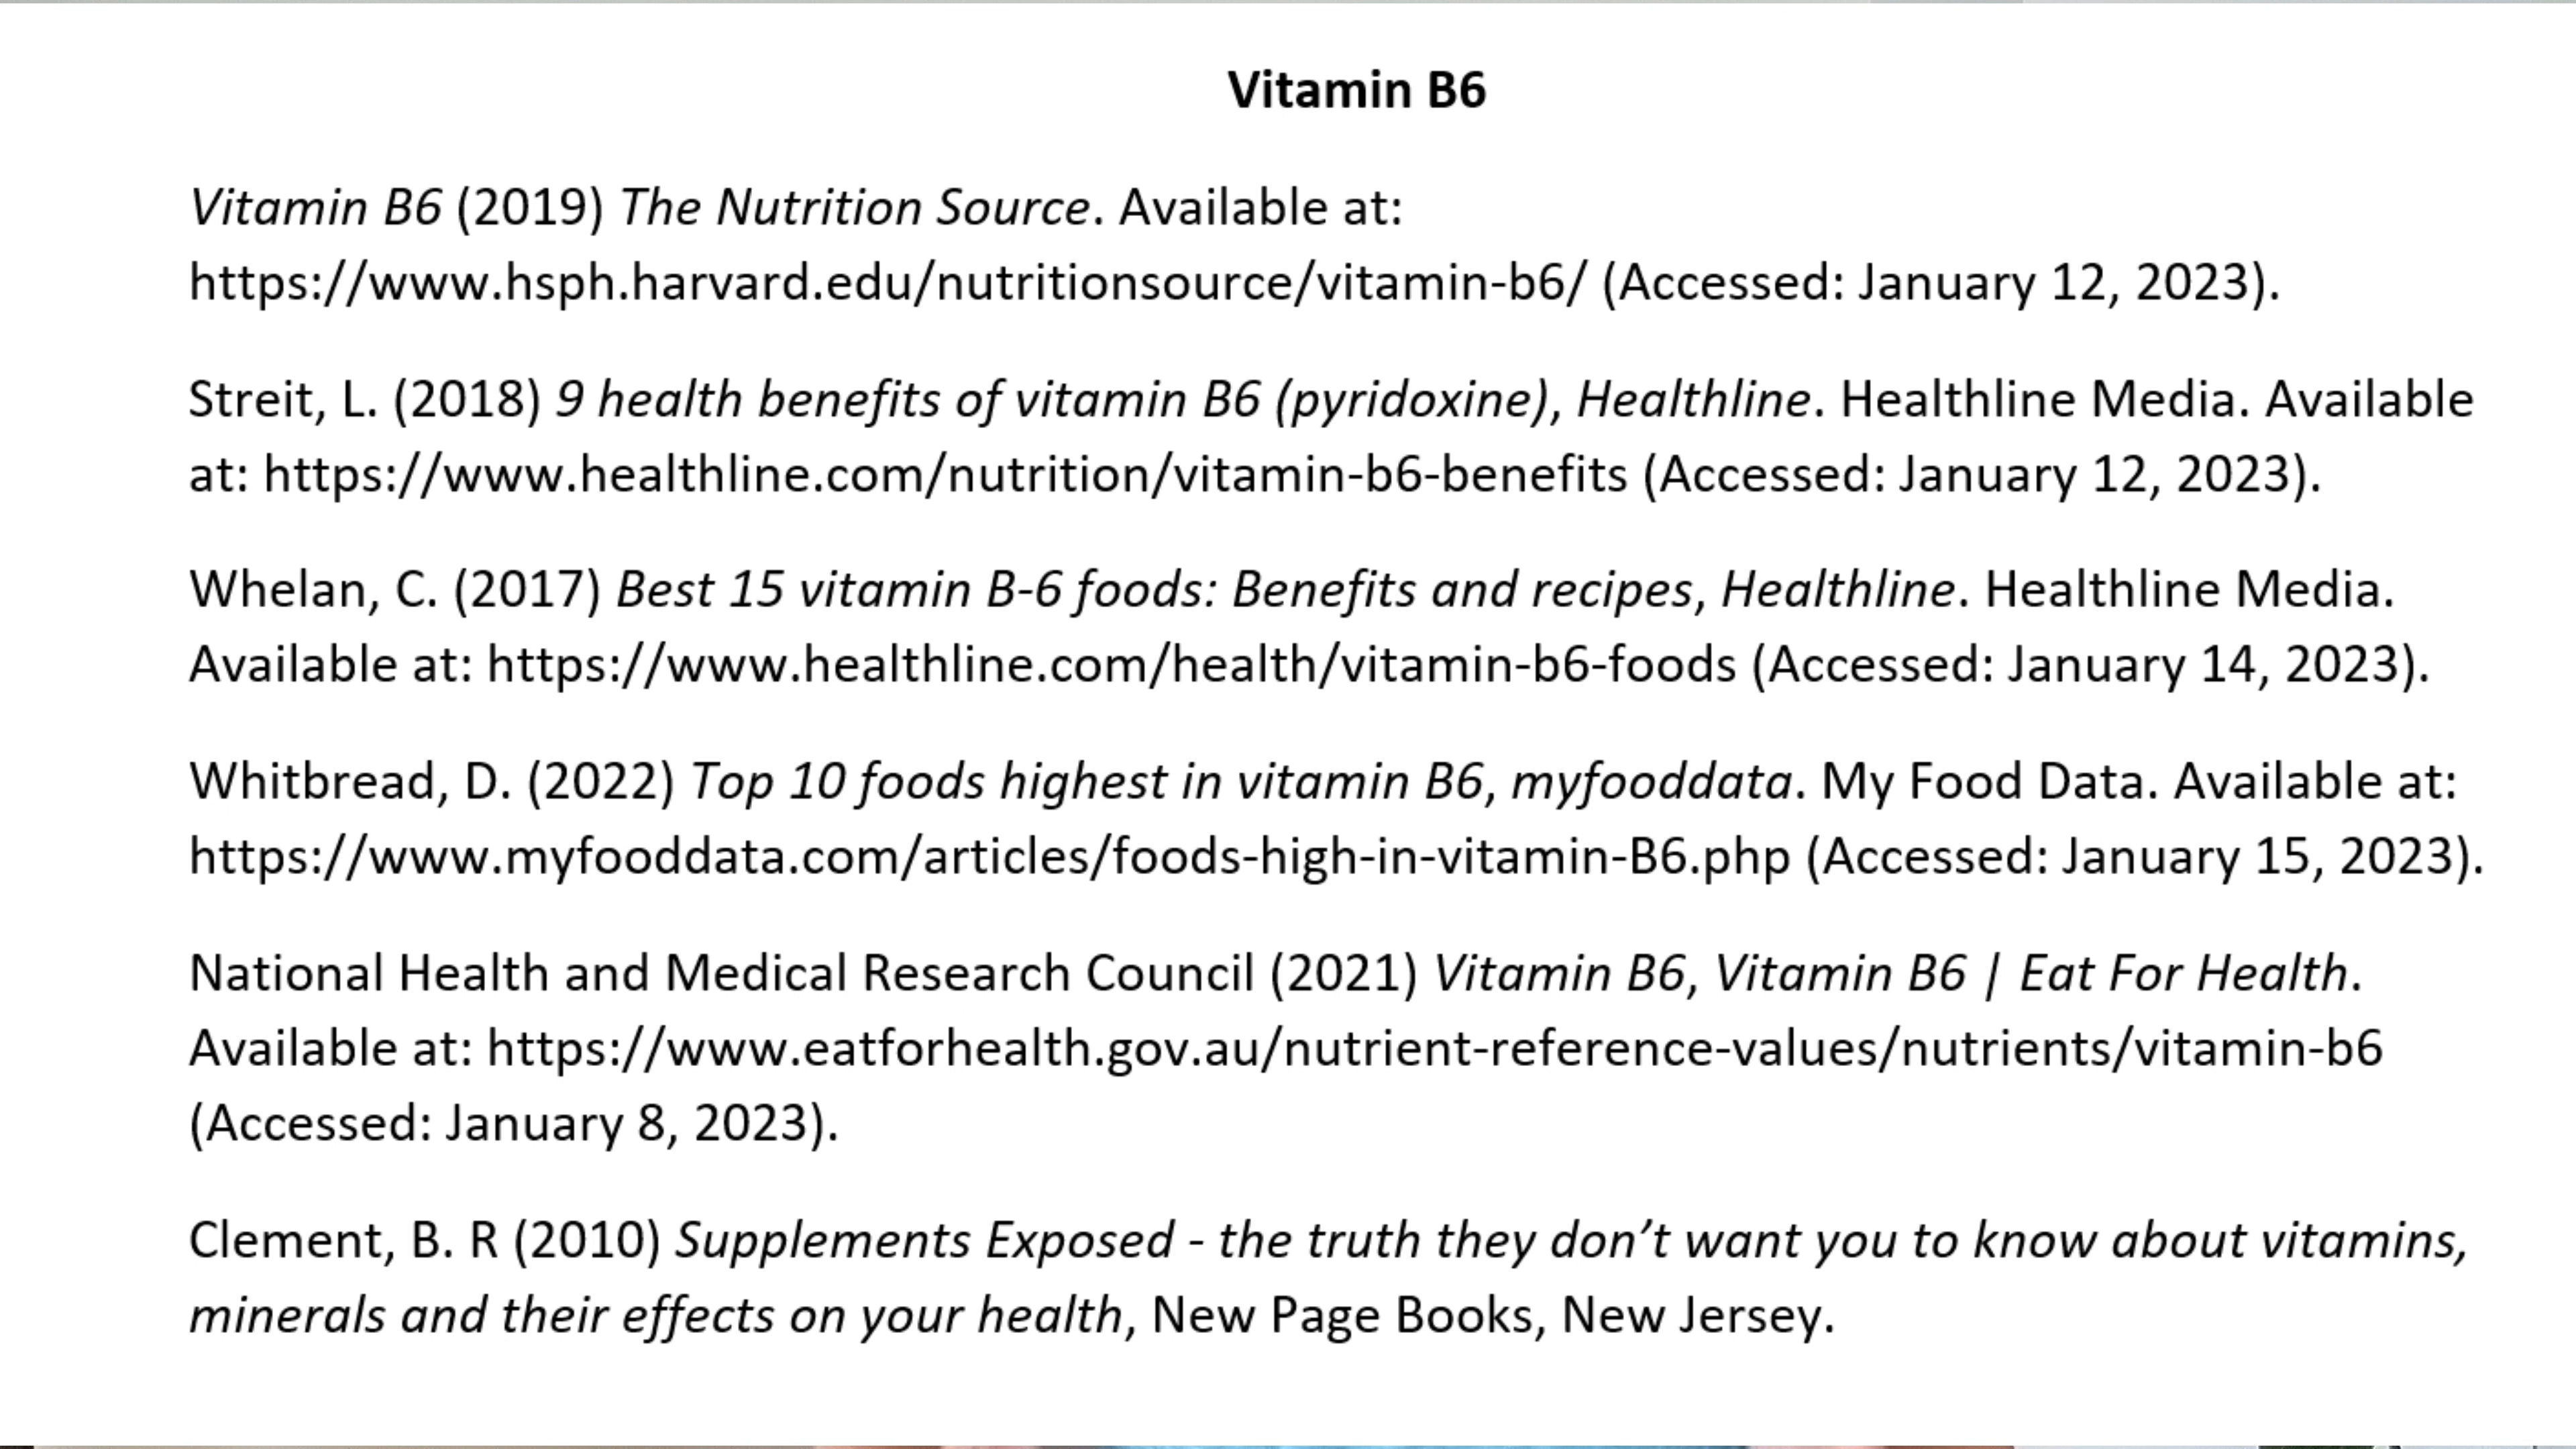 Vitamin B6
Vitamin B6 (2019) The Nutrition Source. Available at:
https://www.hsph.harvard.edu/nutritionsource/vitamin-b6/ (Accessed: January 12, 2023).
Streit, L. (2018) 9 health benefits of vitamin B6 (pyridoxine), Healthline. Healthline Media. Available
at: https://www.healthline.com/nutrition/vitamin-b6-benefits (Accessed: January 12, 2023).
Whelan, C. (2017) Best 15 vitamin B-6 foods: Benefits and recipes, Healthline. Healthline Media.
Available at: https://www.healthline.com/health/vitamin-b6-foods (Accessed: January 14, 2023).
Whitbread, D. (2022) Top 10 foods highest in vitamin B6, myfooddata. My Food Data. Available at:
https://www.myfooddata.com/articles/foods-high-in-vitamin-B6.php (Accessed: January 15, 2023).
National Health and Medical Research Council (2021) Vitamin B6, Vitamin B6 | Eat For Health.
Available at: https://www.eatforhealth.gov.au/nutrient-reference-values/nutrients/vitamin-b6
(Accessed: January 8, 2023).
Clement, B. R (2010) Supplements Exposed - the truth they don’t want you to know about vitamins,
minerals and their effects on your health, New Page Books, New Jersey.